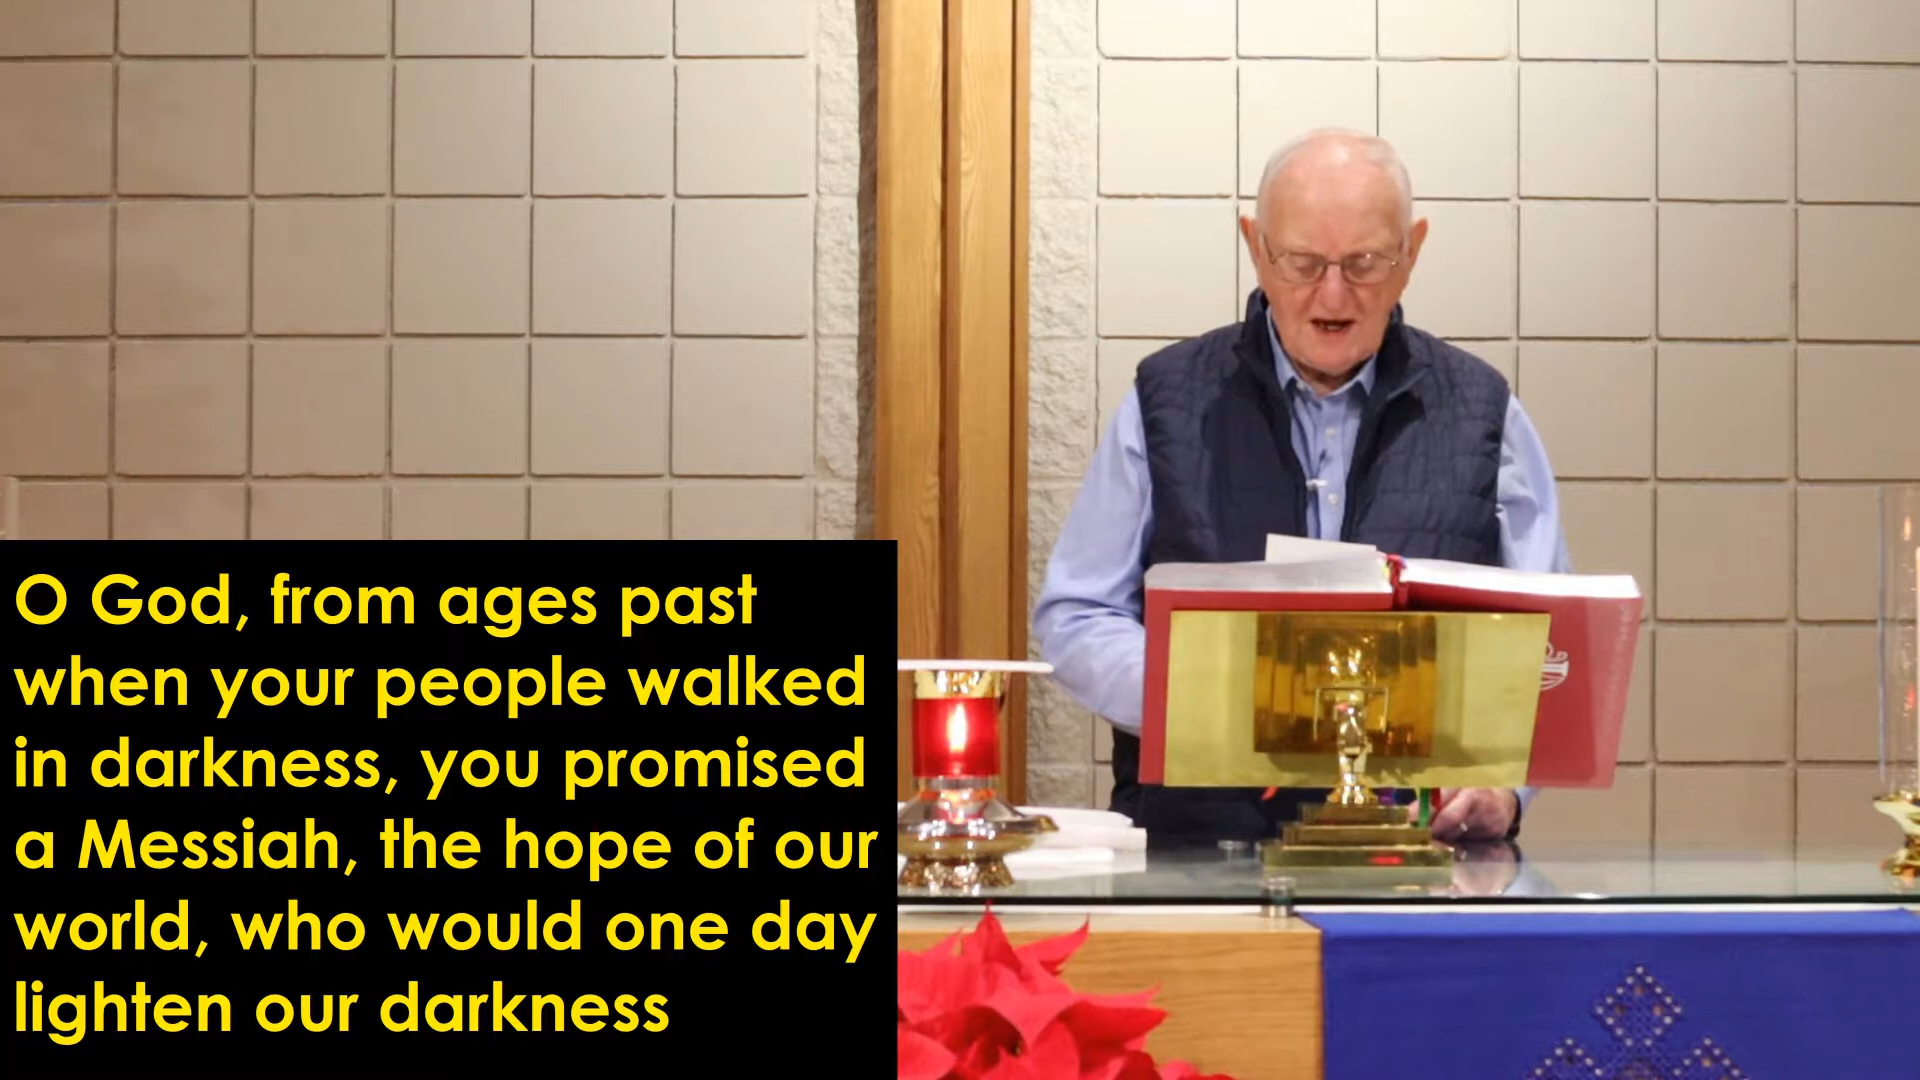 O God, from ages past
when your people walked
in darkness, you promised
a Messiah, the hope of our
world, who would one day
lighten our darkness